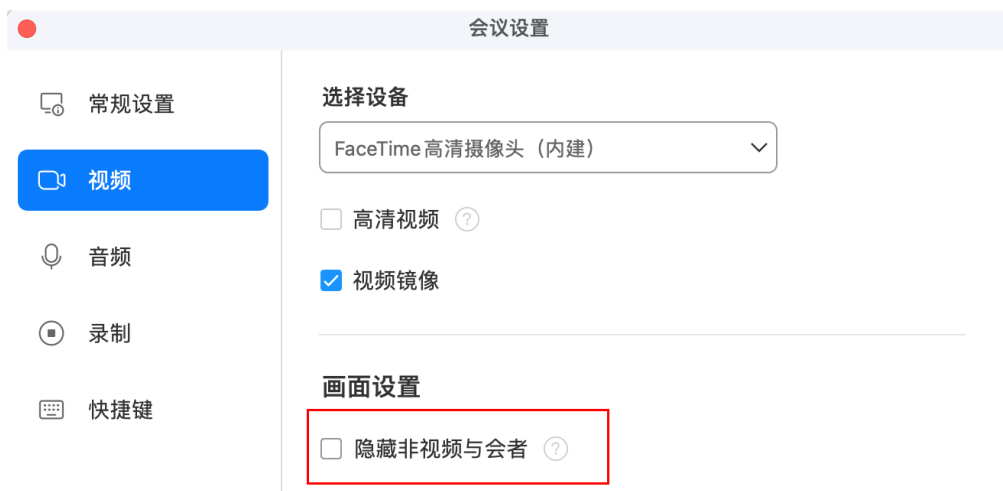 会议设置
常规设置
视频
音频
录制
快捷键
选择设备
FaceTime高清摄像头（内建）
高清视频 ?
视频镜像
画面设置
隐藏非视频与会者 ?